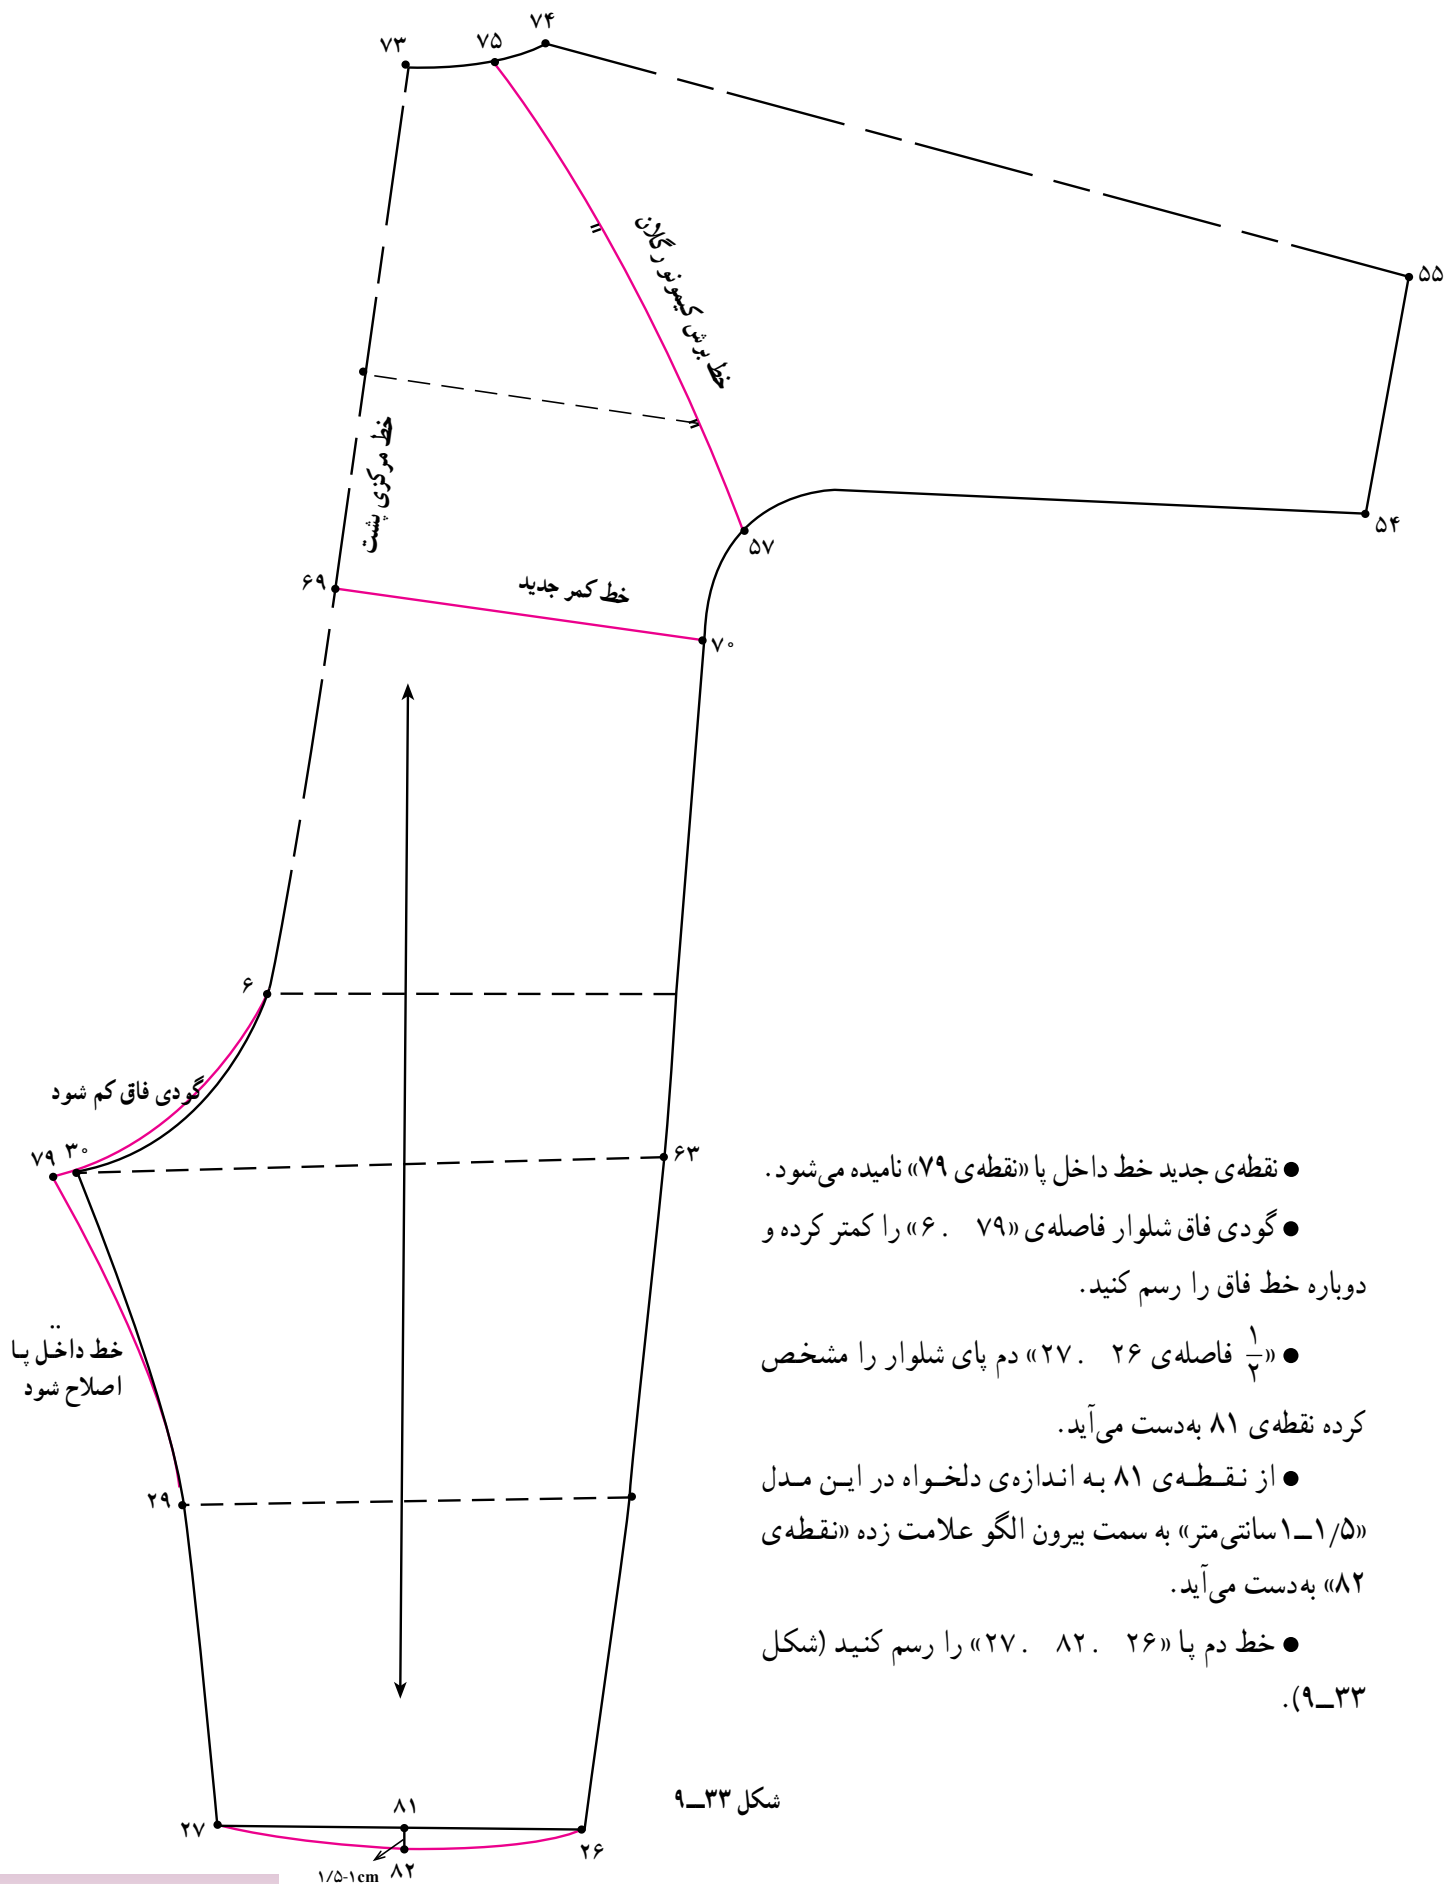 ۷۴
۷۵
۷۳
۵۵
خط برش کیمونو رگلان
خط مرکزی پشت
۵۴
۵۷
۶۹
خط کمر جدید
۷۰
۶
گودی فاق کم شود
۷۹ ۳۰
۶۳
خط داخل پا
اصلاح شود
۲۹
● نقطه‌ی جدید خط داخل پا «نقطه‌ی ۷۹» نامیده می‌شود.
● گودی فاق شلوار فاصله‌ی «۷۹ . ۶» را کمتر کرده و
دوباره خط فاق را رسم کنید.
● «۱/۲ فاصله‌ی ۲۶ . ۲۷» دم پای شلوار را مشخص
کرده نقطه‌ی ۸۱ به‌دست می‌آید.
● از نقطه‌ی ۸۱ به اندازه‌ی دلخواه در این مدل
«۱/۵ــ۱ سانتی‌متر» به سمت بیرون الگو علامت زده «نقطه‌ی
۸۲» به‌دست می‌آید.
● خط دم پا «۲۶ . ۸۲ . ۲۷» را رسم کنید (شکل
۳۳ــ۹).
شکل ۳۳ــ۹
۸۱
۲۷
۲۶
۸۲
۱/۵-۱cm